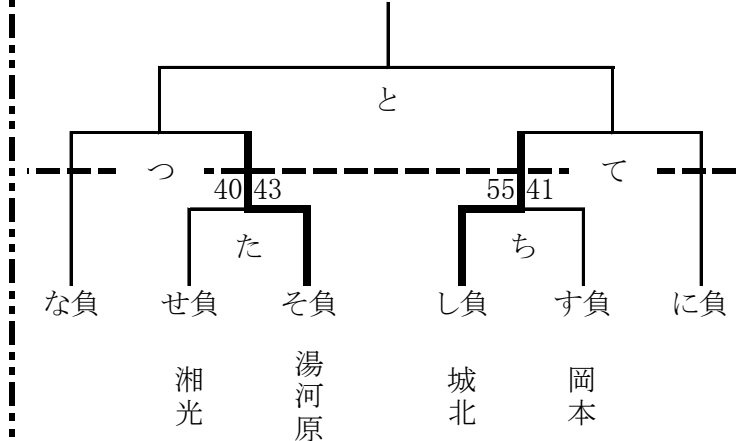 と
つ
て
40 43
55 41
た
ち
な負 せ負 そ負 し負 す負 に負
湘光
湯河原
城北
岡本